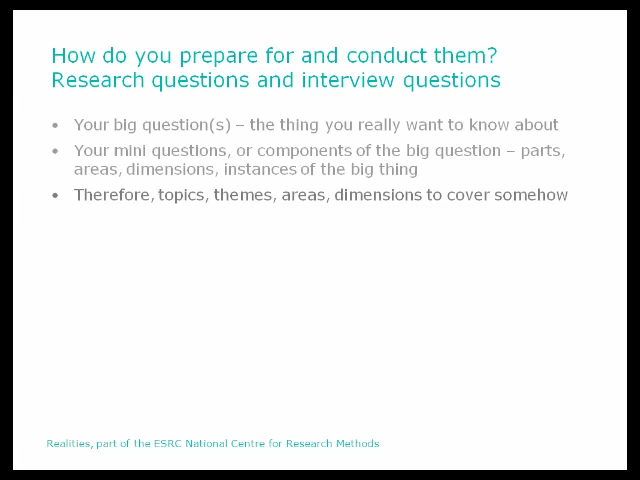 How do you prepare for and conduct them?
Research questions and interview questions
• Your big question(s) – the thing you really want to know about
• Your mini questions, or components of the big question – parts,
areas, dimensions, instances of the big thing
• Therefore, topics, themes, areas, dimensions to cover somehow
Realities, part of the ESRC National Centre for Research Methods